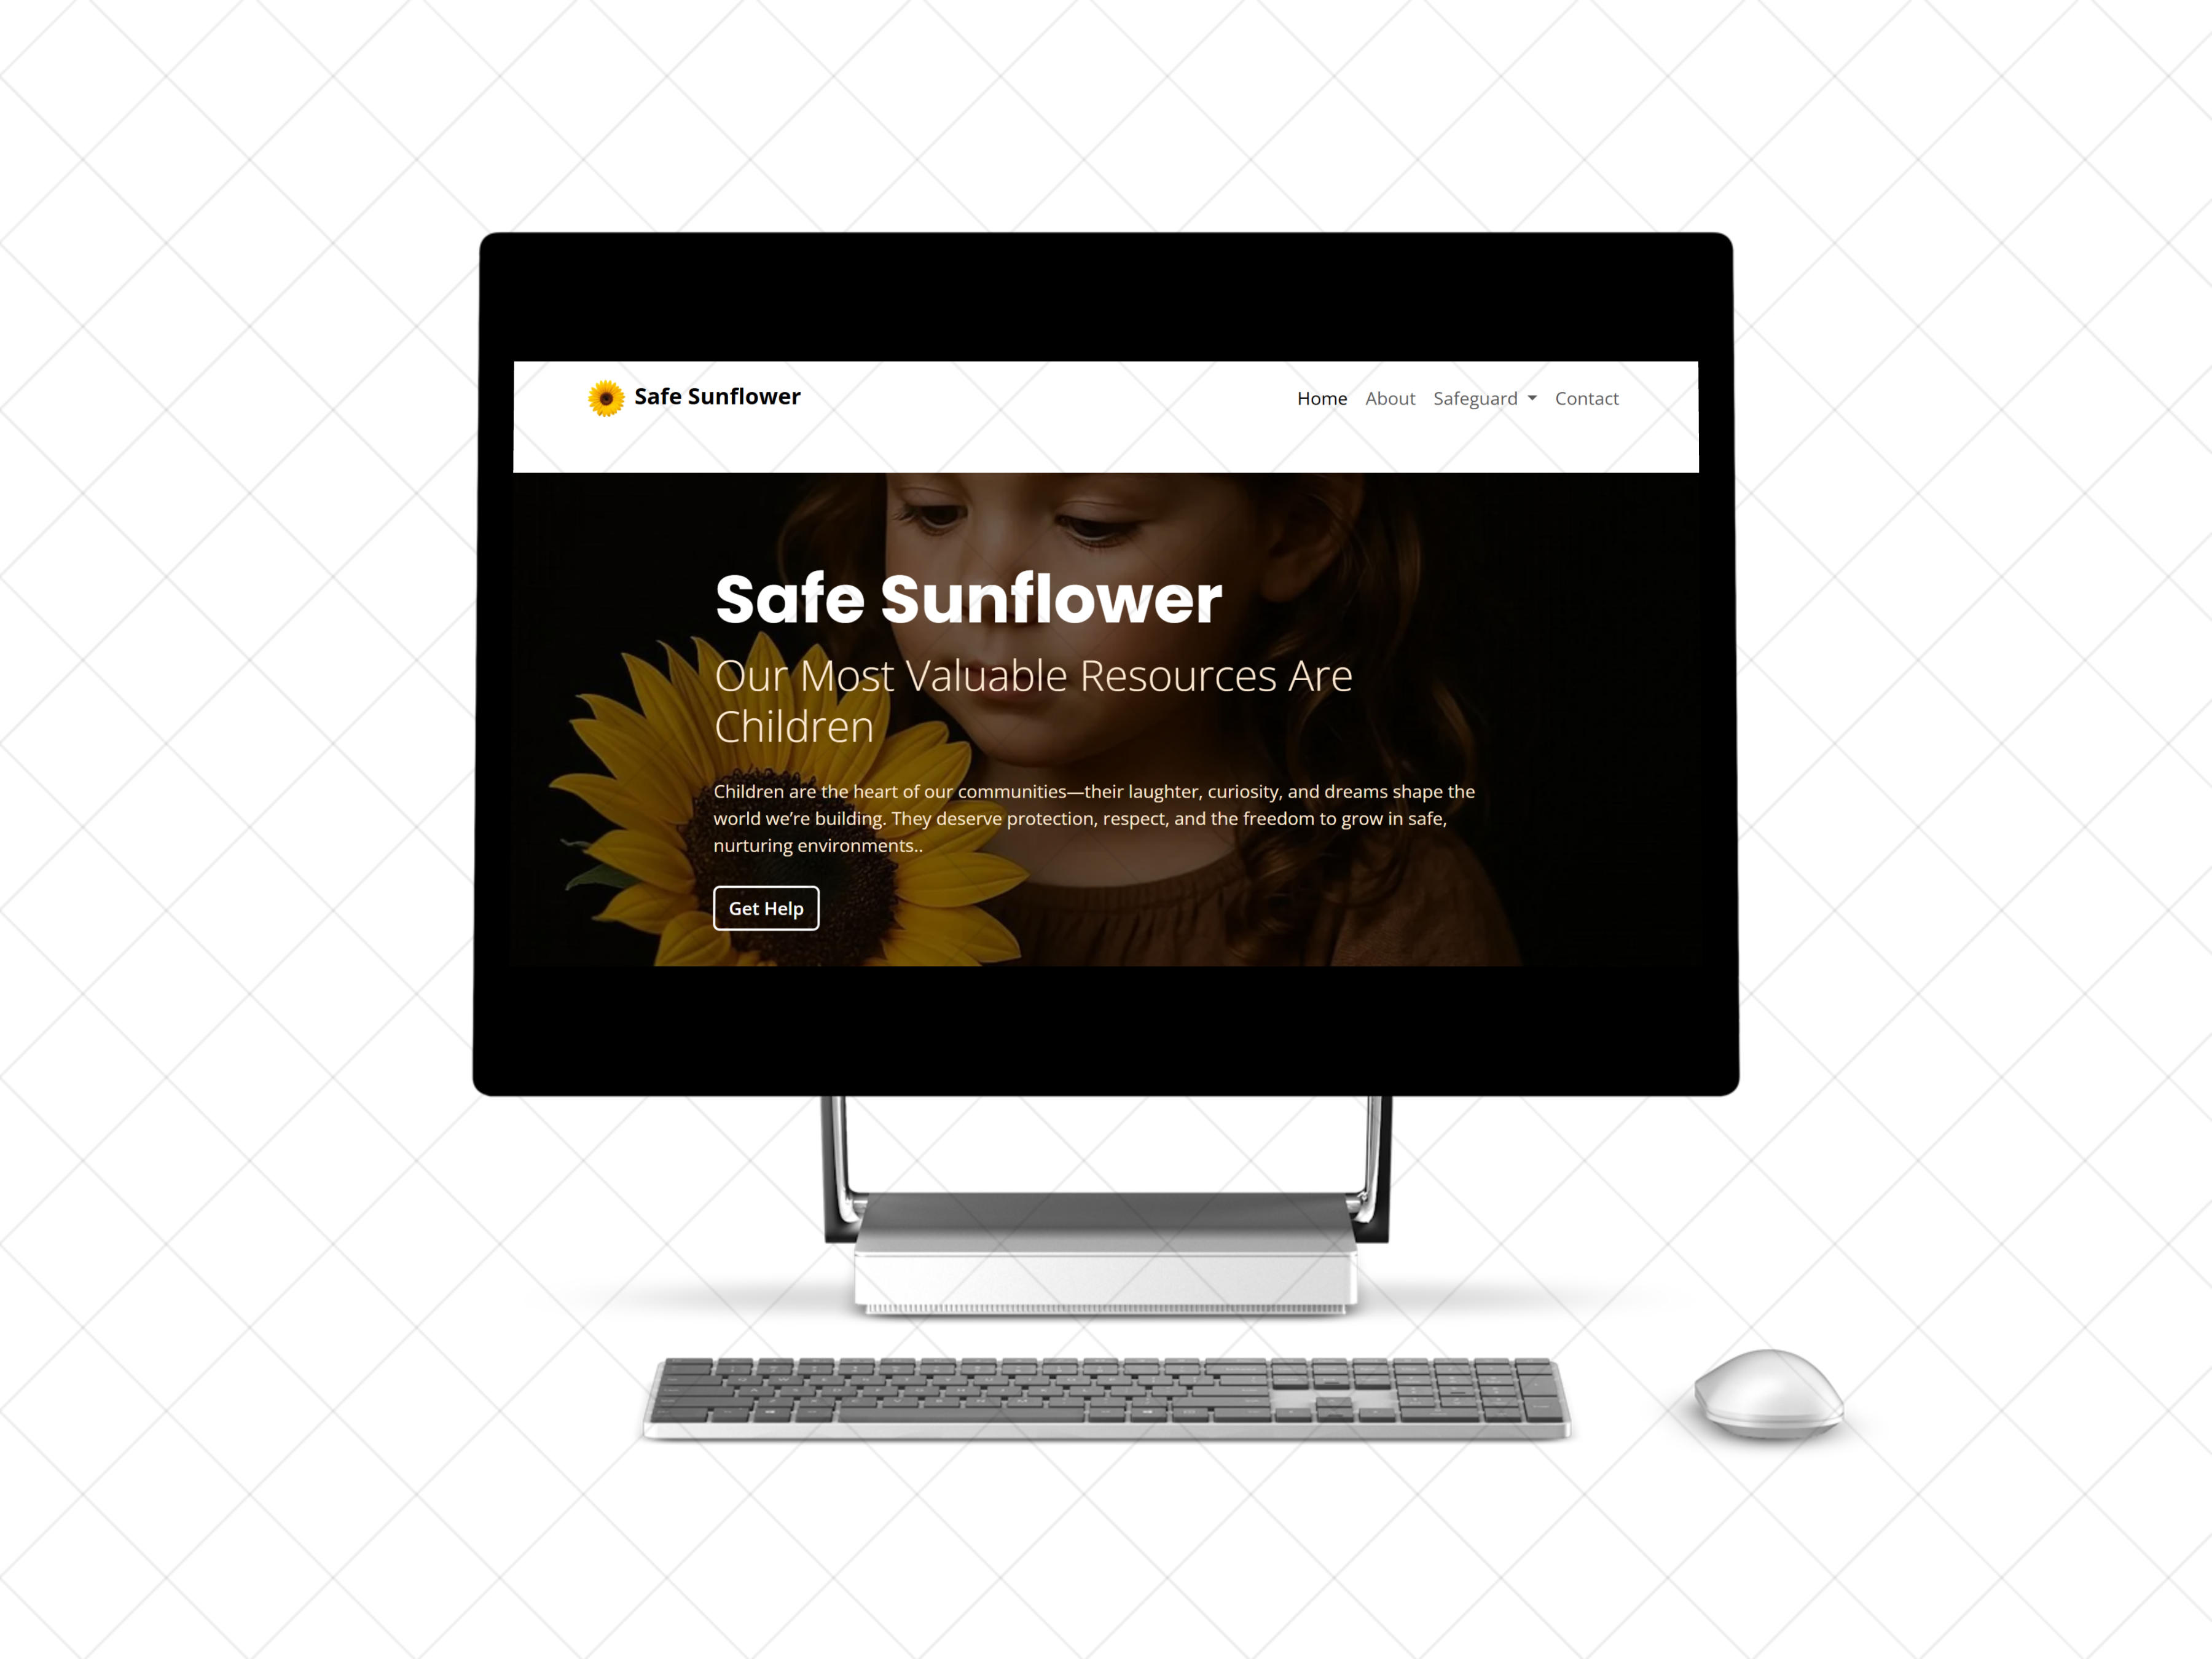 Safe Sunflower
Home About Safeguard Contact
Safe Sunflower
Our Most Valuable Resources Are
Children
Children are the heart of our communities—their laughter, curiosity, and dreams shape the
world we’re building. They deserve protection, respect, and the freedom to grow in safe,
nurturing environments..
Get Help